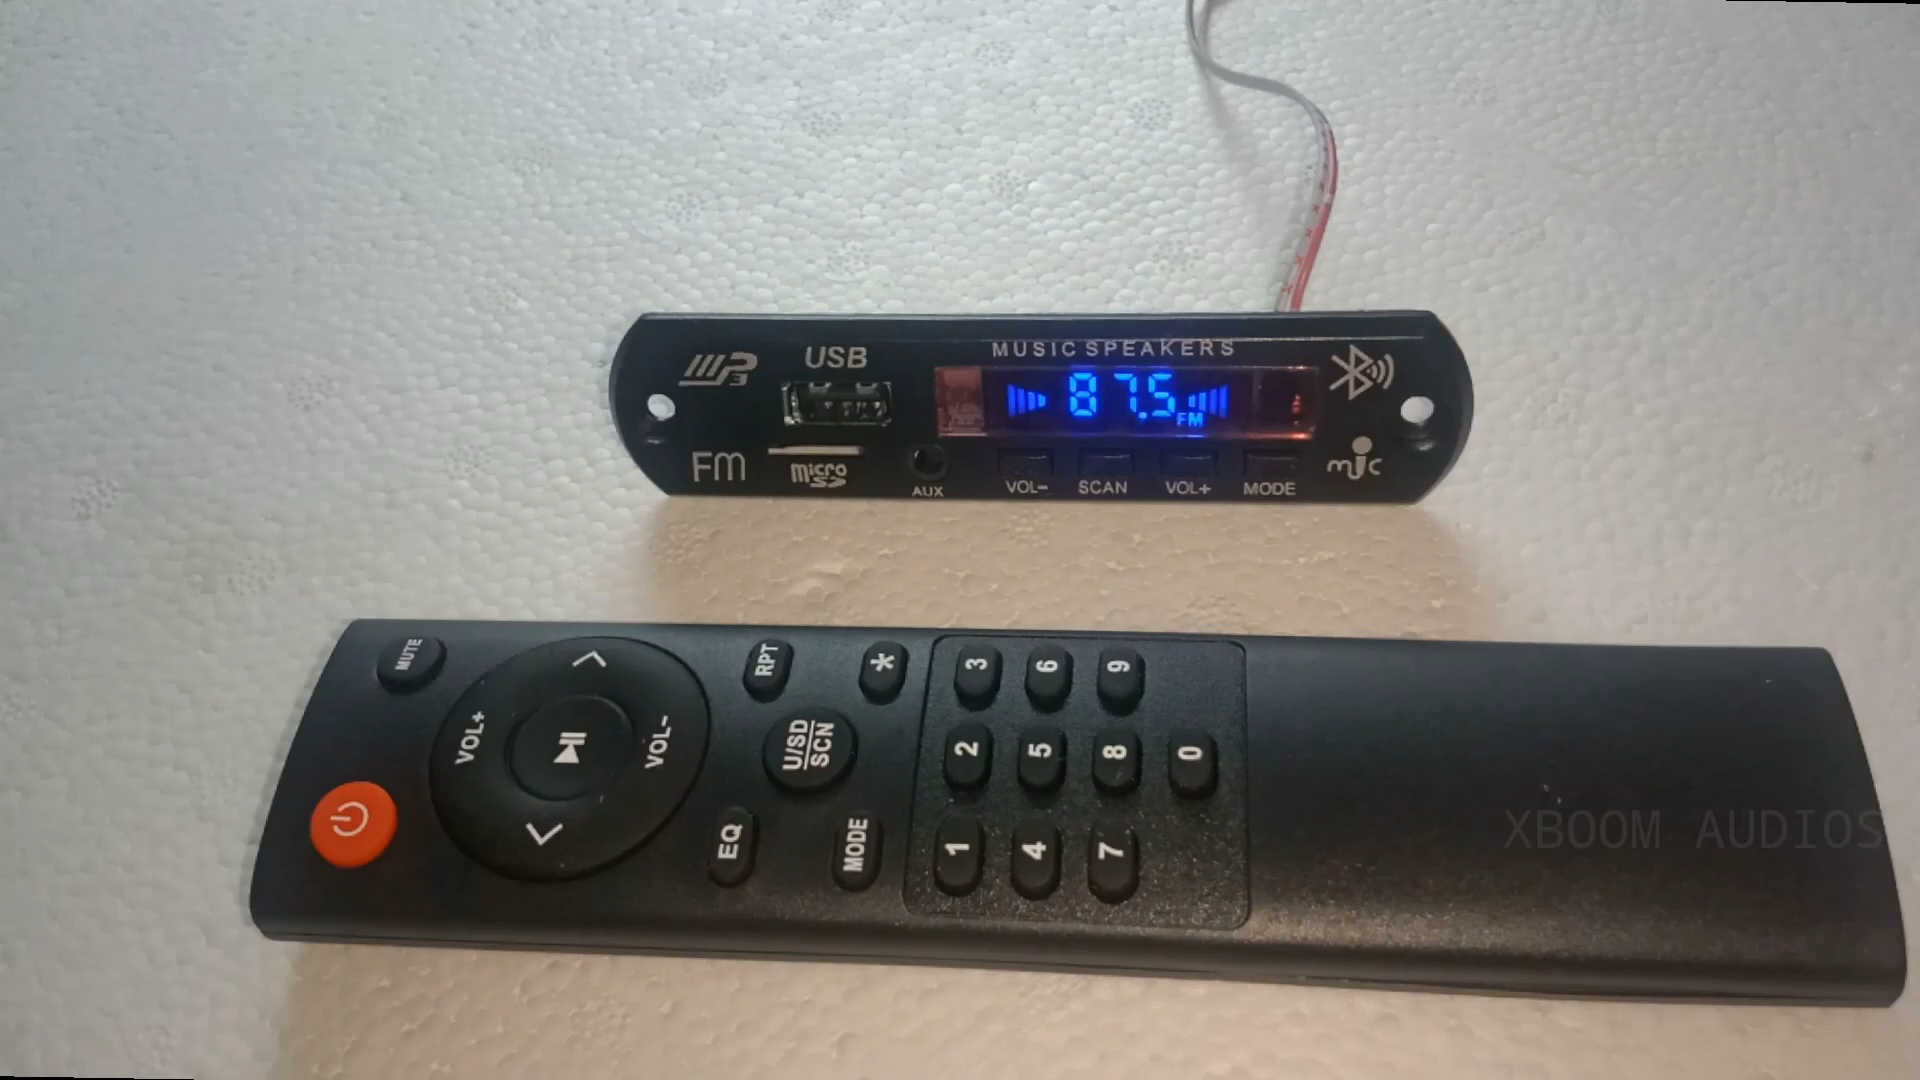 MUSIC SPEAKERS
MP3
USB
87.5
FM
FM
micro SD
AUX
VOL-
SCAN
VOL+
MODE
mic
MUTE
VOL+
VOL-
RPT
*
U/SD
SCN
EQ
MODE
3
6
9
2
5
8
0
1
4
7
XBOOM AUDIOS